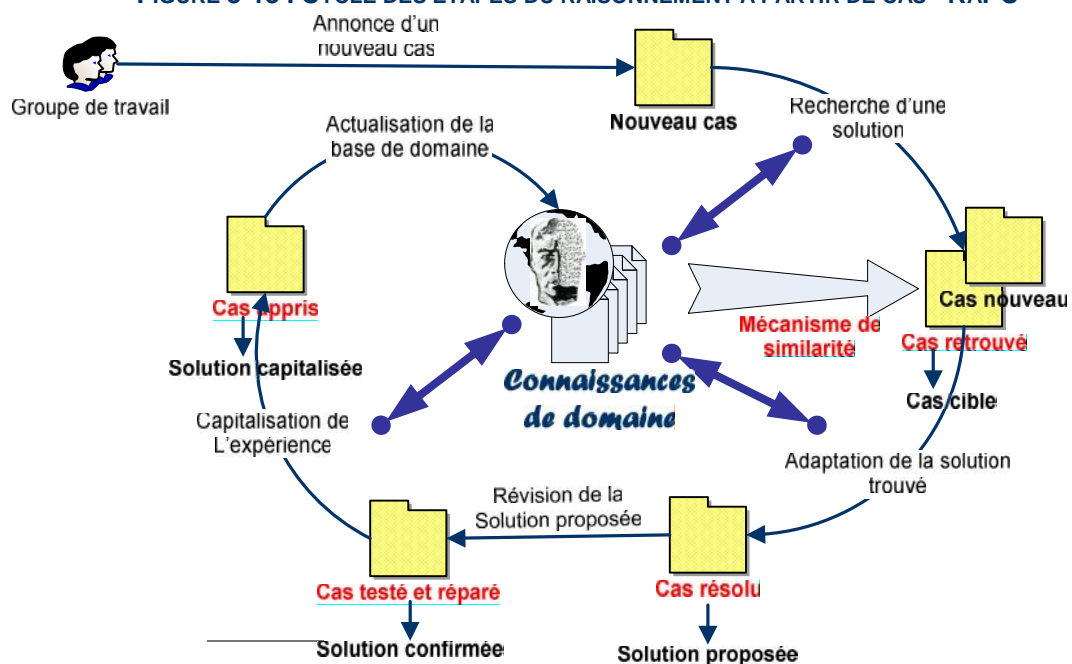 Annonce d'un
nouveau cas
Groupe de travail
Nouveau cas
Recherche d'une
solution
Actualisation de la
base de domaine
Cas nouveau
Cas appris
Mécanisme de
similarité
Cas retrouvé
Solution capitalisée
Connaissances
de domaine
Cas cible
Capitalisation de
L'expérience
Adaptation de la solution
trouvé
Révision de la
Solution proposée
Cas testé et réparé
Cas résolu
Solution confirmée
Solution proposée